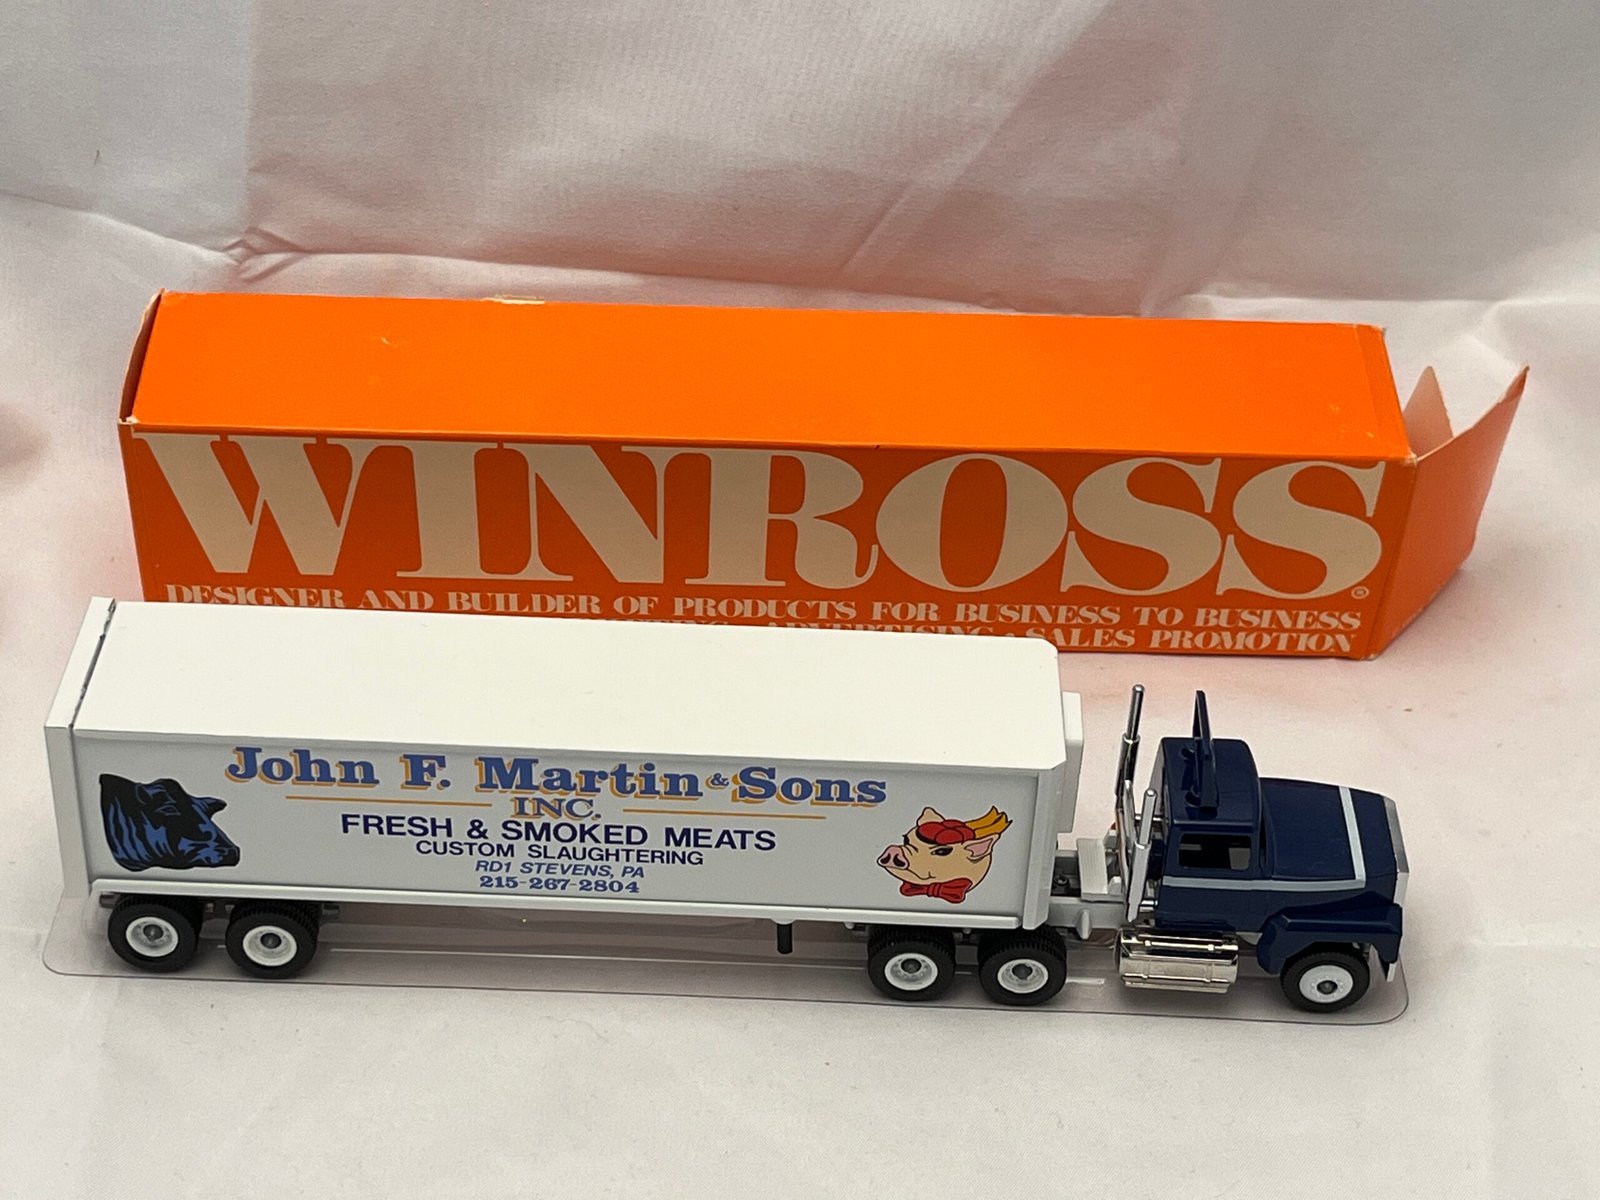 WINROSS®
DESIGNER AND BUILDER OF PRODUCTS FOR BUSINESS TO BUSINESS
ADVERTISING • SALES PROMOTION
John F. Martin & Sons
INC.
FRESH & SMOKED MEATS
CUSTOM SLAUGHTERING
RD1 STEVENS, PA
215-267-2804